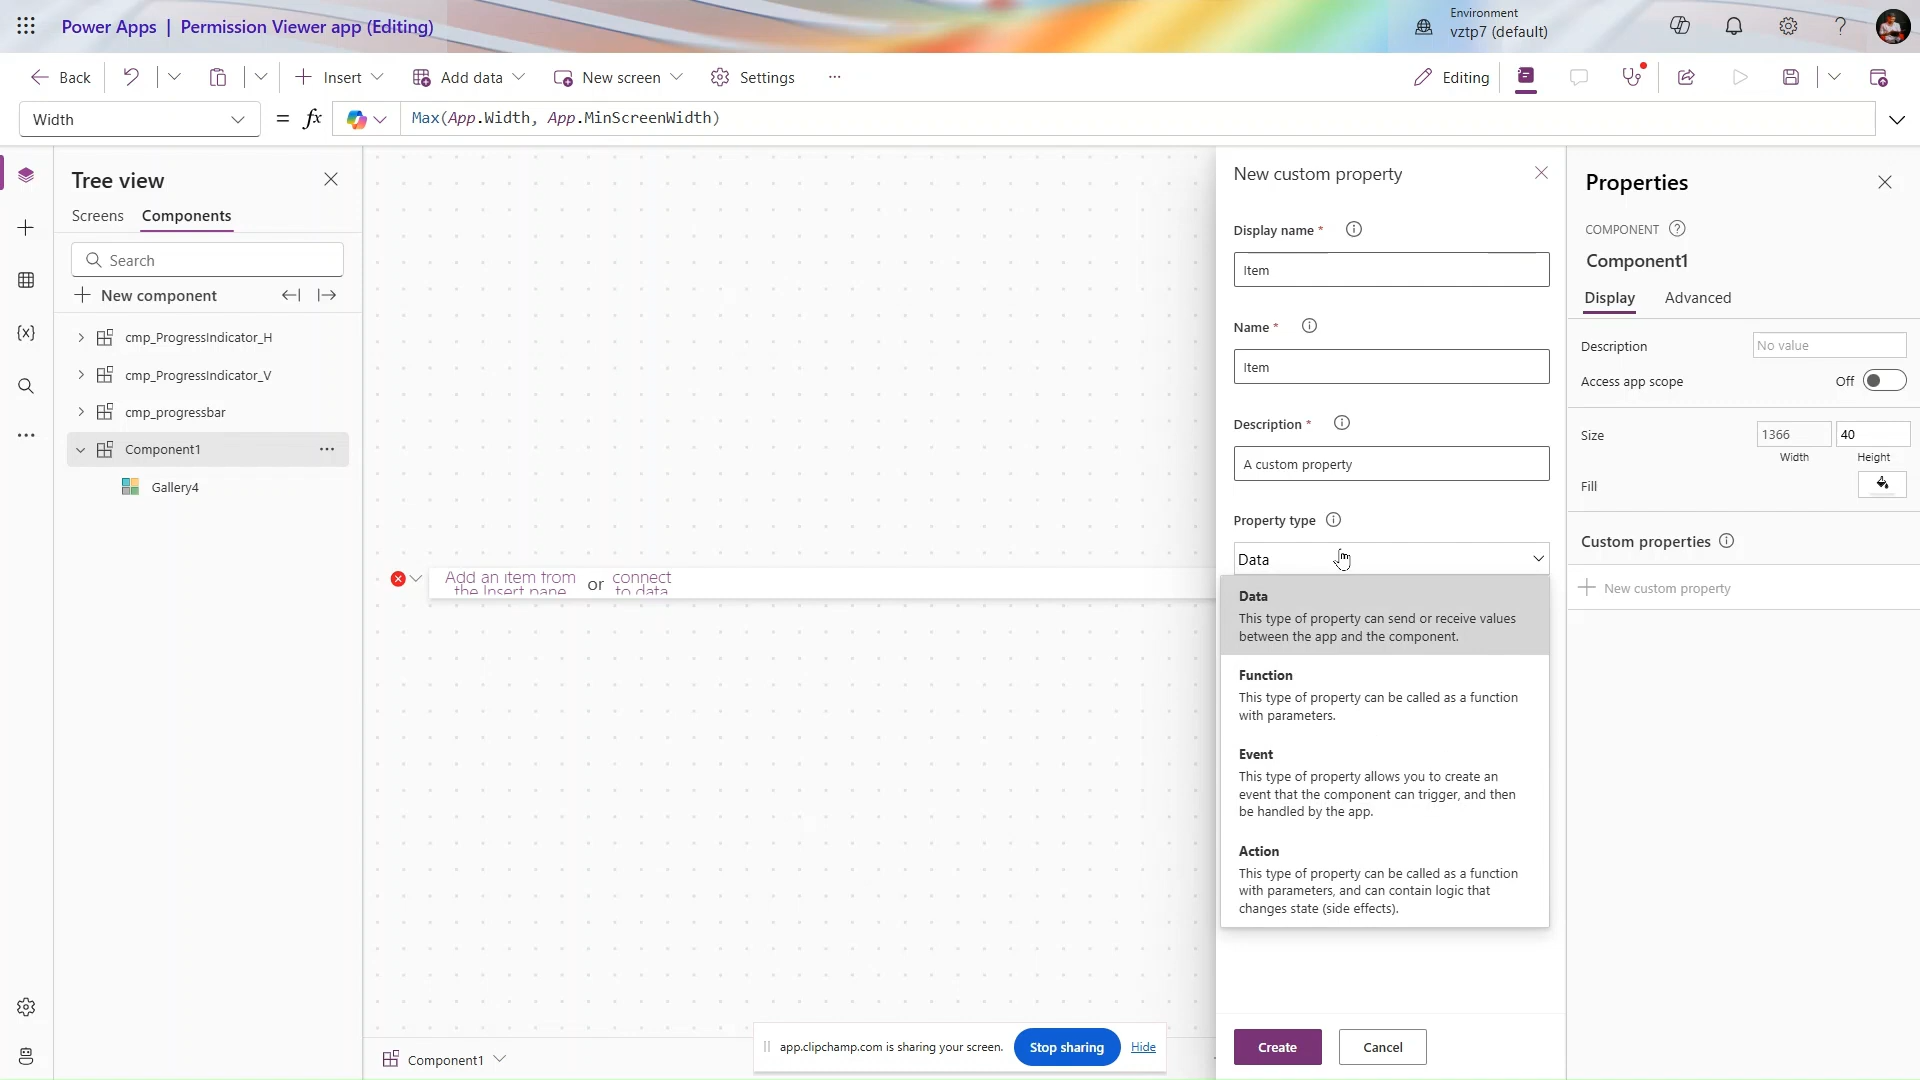 Power Apps | Permission Viewer app (Editing)
Environment
vztp7 (default)
Back
Insert
Add data
New screen
Settings
Editing
Width
= fx
Max(App.Width, App.MinScreenWidth)
Tree view
Screens
Components
Search
New component
cmp_ProgressIndicator_H
cmp_ProgressIndicator_V
cmp_progressbar
Component1
Gallery4
Add an item from
the Insert pane
or
connect
to data
Component1
app.clipchamp.com is sharing your screen.
Stop sharing
Hide
New custom property
Display name *
Item
Name *
Item
Description *
A custom property
Property type
Data
Data
This type of property can send or receive values
between the app and the component.
Function
This type of property can be called as a function
with parameters.
Event
This type of property allows you to create an
event that the component can trigger, and then
be handled by the app.
Action
This type of property can be called as a function
with parameters, and can contain logic that
changes state (side effects).
Create
Cancel
Properties
COMPONENT
Component1
Display
Advanced
Description
No value
Access app scope
Off
Size
1366
40
Width
Height
Fill
Custom properties
New custom property